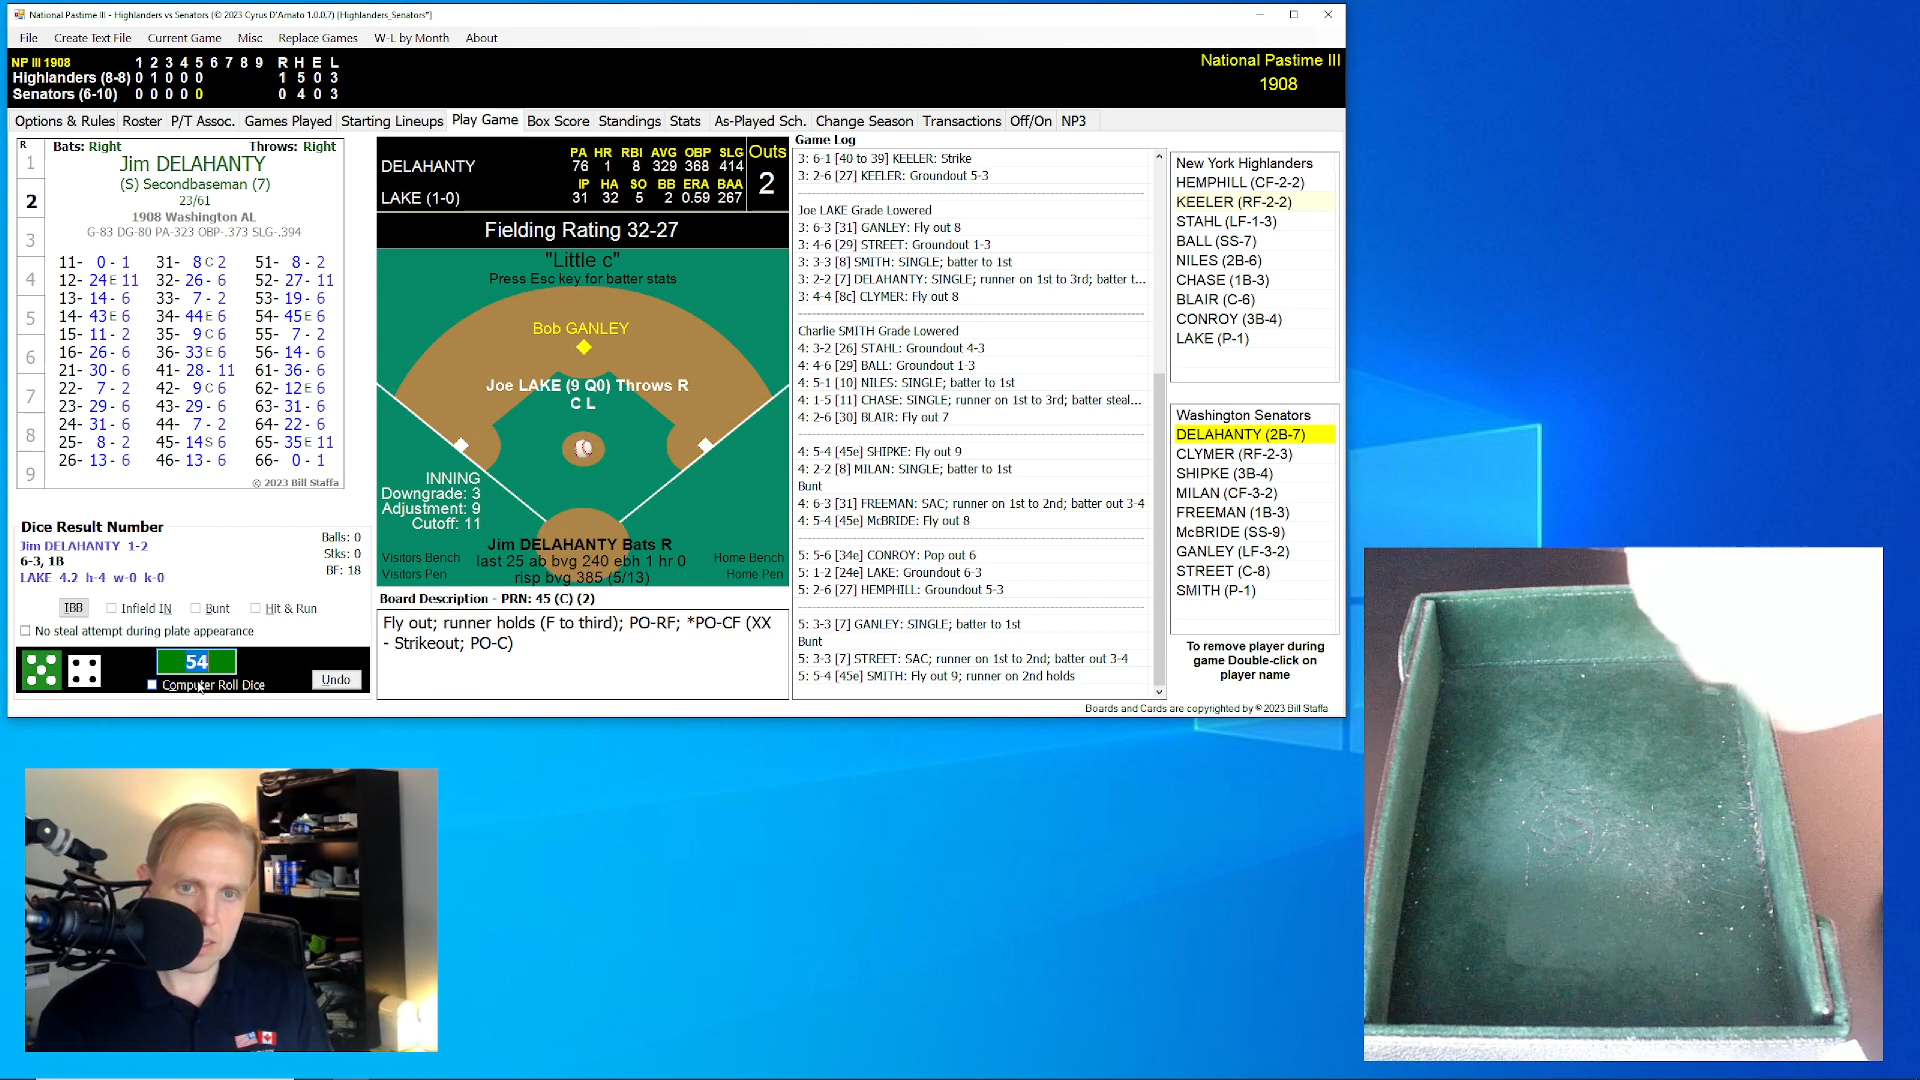 National Pastime III - Highlanders vs Senators (© 2023 Cyrus D'Amato 1.0.0.7) [Highlanders_Senators*]
File Create Text File Current Game Misc Replace Games W-L by Month About
NP III 1908 1 2 3 4 5 6 7 8 9 R H E L
Highlanders (8-8) 0 1 0 0 0 1 5 0 3
Senators (6-10) 0 0 0 0 0 0 4 0 3
National Pastime III
1908
Options & Rules Roster P/T Assoc. Games Played Starting Lineups Play Game Box Score Standings Stats As-Played Sch. Change Season Transactions Off/On NP3
R
1
2
3
4
5
6
7
8
9
Bats: Right Throws: Right
Jim DELAHANTY
(S) Secondbaseman (7)
23/61
1908 Washington AL
G-83 DG-80 PA-323 OBP-.373 SLG-.394
11- 0 - 1 31- 8 C 2 51- 8 - 2
12- 24 E 11 32- 26 - 6 52- 27 - 11
13- 14 - 6 33- 7 - 2 53- 19 - 6
14- 43 E 6 34- 44 E 6 54- 45 E 6
15- 11 - 2 35- 9 C 6 55- 7 - 2
16- 26 - 6 36- 33 E 6 56- 14 - 6
21- 30 - 6 41- 28 - 11 61- 36 - 6
22- 7 - 2 42- 9 C 6 62- 12 E 6
23- 29 - 6 43- 29 - 6 63- 31 - 6
24- 31 - 6 44- 7 - 2 64- 22 - 6
25- 8 - 2 45- 14 S 6 65- 35 E 11
26- 13 - 6 46- 13 - 6 66- 0 - 1
© 2023 Bill Staffa
Dice Result Number
Jim DELAHANTY 1-2
6-3, 1B
LAKE 4.2 h-4 w-0 k-0
Balls: 0
Stks: 0
BF: 18
IBB Infield IN Bunt Hit & Run
No steal attempt during plate appearance
54
Computer Roll Dice
Undo
PA HR RBI AVG OBP SLG
DELAHANTY 76 1 8 329 368 414
IP HA SO BB ERA BAA
LAKE (1-0) 31 32 5 2 0.59 267
Outs
2
Fielding Rating 32-27
"Little c"
Press Esc key for batter stats
Bob GANLEY
Joe LAKE (9 Q0) Throws R
C L
INNING
Downgrade: 3
Adjustment: 9
Cutoff: 11
Jim DELAHANTY Bats R
last 25 ab bvg 240 ebh 1 hr 0
risp bvg 385 (5/13)
Visitors Bench
Visitors Pen
Home Bench
Home Pen
Board Description - PRN: 45 (C) (2)
Fly out; runner holds (F to third); PO-RF; *PO-CF (XX
- Strikeout; PO-C)
Game Log
3: 6-1 [40 to 39] KEELER: Strike
3: 2-6 [27] KEELER: Groundout 5-3
Joe LAKE Grade Lowered
3: 6-3 [31] GANLEY: Fly out 8
3: 4-6 [29] STREET: Groundout 1-3
3: 3-3 [8] SMITH: SINGLE; batter to 1st
3: 2-2 [7] DELAHANTY: SINGLE; runner on 1st to 3rd; batter t...
3: 4-4 [8c] CLYMER: Fly out 8
Charlie SMITH Grade Lowered
4: 3-2 [26] STAHL: Groundout 4-3
4: 4-6 [29] BALL: Groundout 1-3
4: 5-1 [10] NILES: SINGLE; batter to 1st
4: 1-5 [11] CHASE: SINGLE; runner on 1st to 3rd; batter steal...
4: 2-6 [30] BLAIR: Fly out 7
4: 5-4 [45e] SHIPKE: Fly out 9
4: 2-2 [8] MILAN: SINGLE; batter to 1st
Bunt
4: 6-3 [31] FREEMAN: SAC; runner on 1st to 2nd; batter out 3-4
4: 5-4 [45e] McBRIDE: Fly out 8
5: 5-6 [34e] CONROY: Pop out 6
5: 1-2 [24e] LAKE: Groundout 6-3
5: 2-6 [27] HEMPHILL: Groundout 5-3
5: 3-3 [7] GANLEY: SINGLE; batter to 1st
Bunt
5: 3-3 [7] STREET: SAC; runner on 1st to 2nd; batter out 3-4
5: 5-4 [45e] SMITH: Fly out 9; runner on 2nd holds
New York Highlanders
HEMPHILL (CF-2-2)
KEELER (RF-2-2)
STAHL (LF-1-3)
BALL (SS-7)
NILES (2B-6)
CHASE (1B-3)
BLAIR (C-6)
CONROY (3B-4)
LAKE (P-1)
Washington Senators
DELAHANTY (2B-7)
CLYMER (RF-2-3)
SHIPKE (3B-4)
MILAN (CF-3-2)
FREEMAN (1B-3)
McBRIDE (SS-9)
GANLEY (LF-3-2)
STREET (C-8)
SMITH (P-1)
To remove player during
game Double-click on
player name
Boards and Cards are copyrighted by © 2023 Bill Staffa